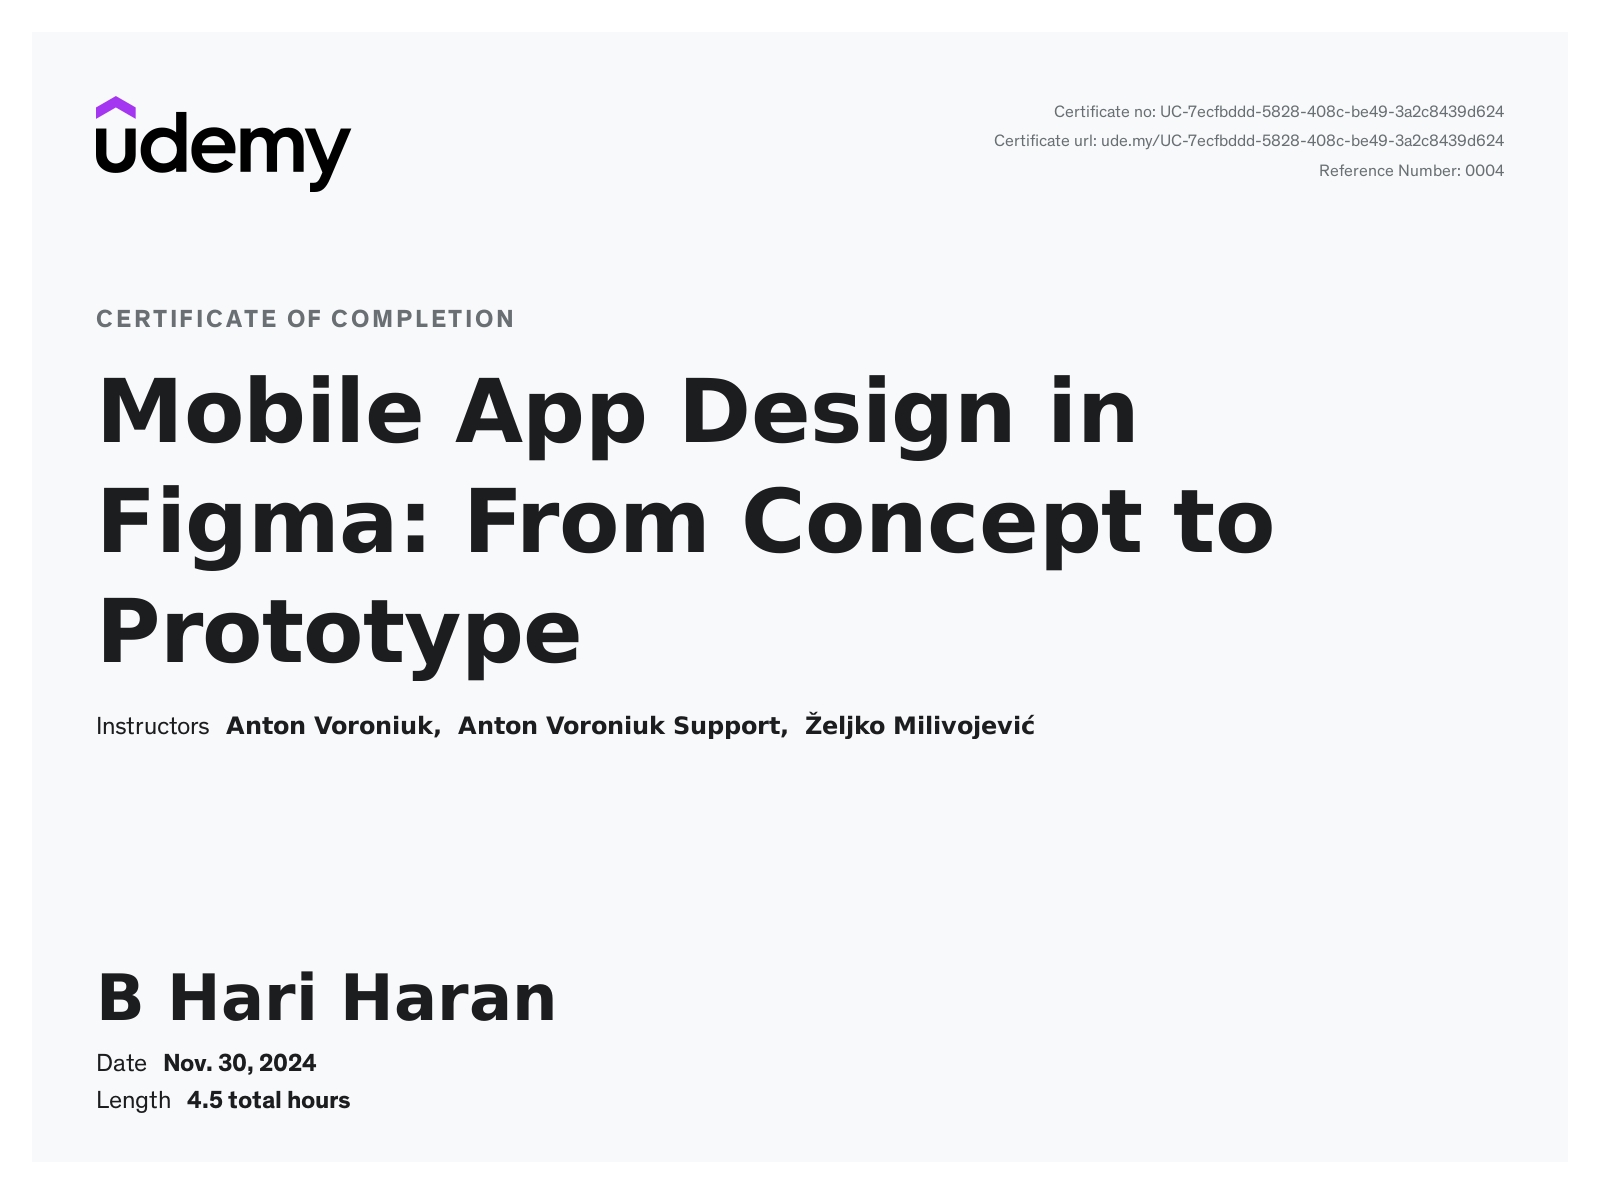 udemy
Certificate no: UC-7ecfbddd-5828-408c-be49-3a2c8439d624
Certificate url: ude.my/UC-7ecfbddd-5828-408c-be49-3a2c8439d624
Reference Number: 0004
CERTIFICATE OF COMPLETION
Mobile App Design in
Figma: From Concept to
Prototype
Instructors Anton Voroniuk, Anton Voroniuk Support, Željko Milivojević
B Hari Haran
Date Nov. 30, 2024
Length 4.5 total hours